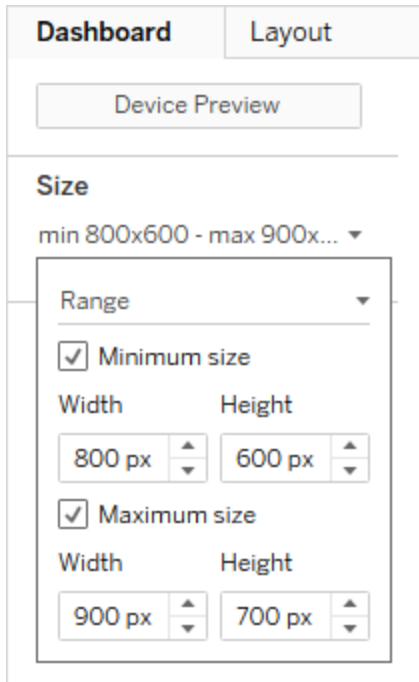 Dashboard Layout
Device Preview
Size
min 800x600 - max 900x...
Range
Minimum size
Width Height
800 px 600 px
Maximum size
Width Height
900 px 700 px